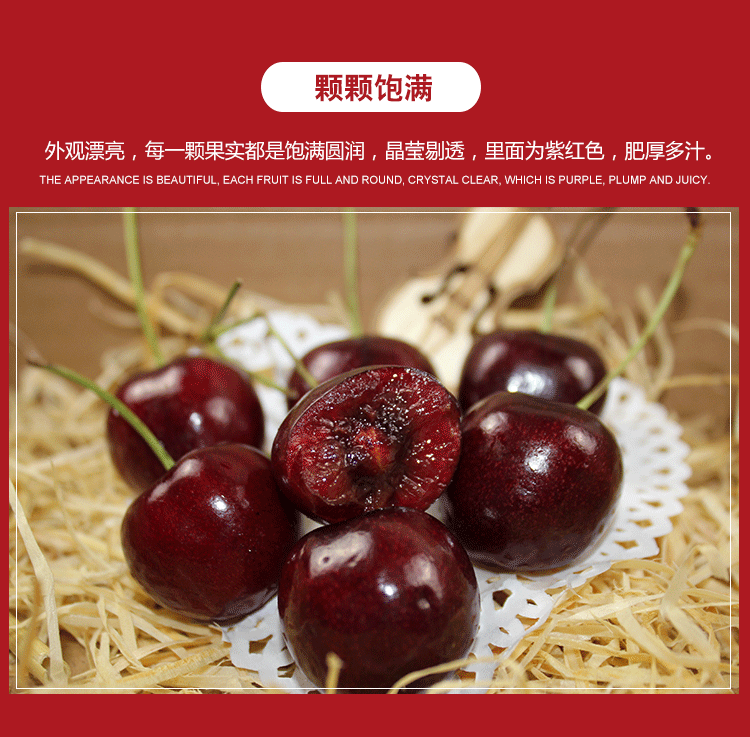 颗颗饱满
外观漂亮，每一颗果实都是饱满圆润，晶莹剔透，里面为紫红色，肥厚多汁。
THE APPEARANCE IS BEAUTIFUL, EACH FRUIT IS FULL AND ROUND, CRYSTAL CLEAR, WHICH IS PURPLE, PLUMP AND JUICY.